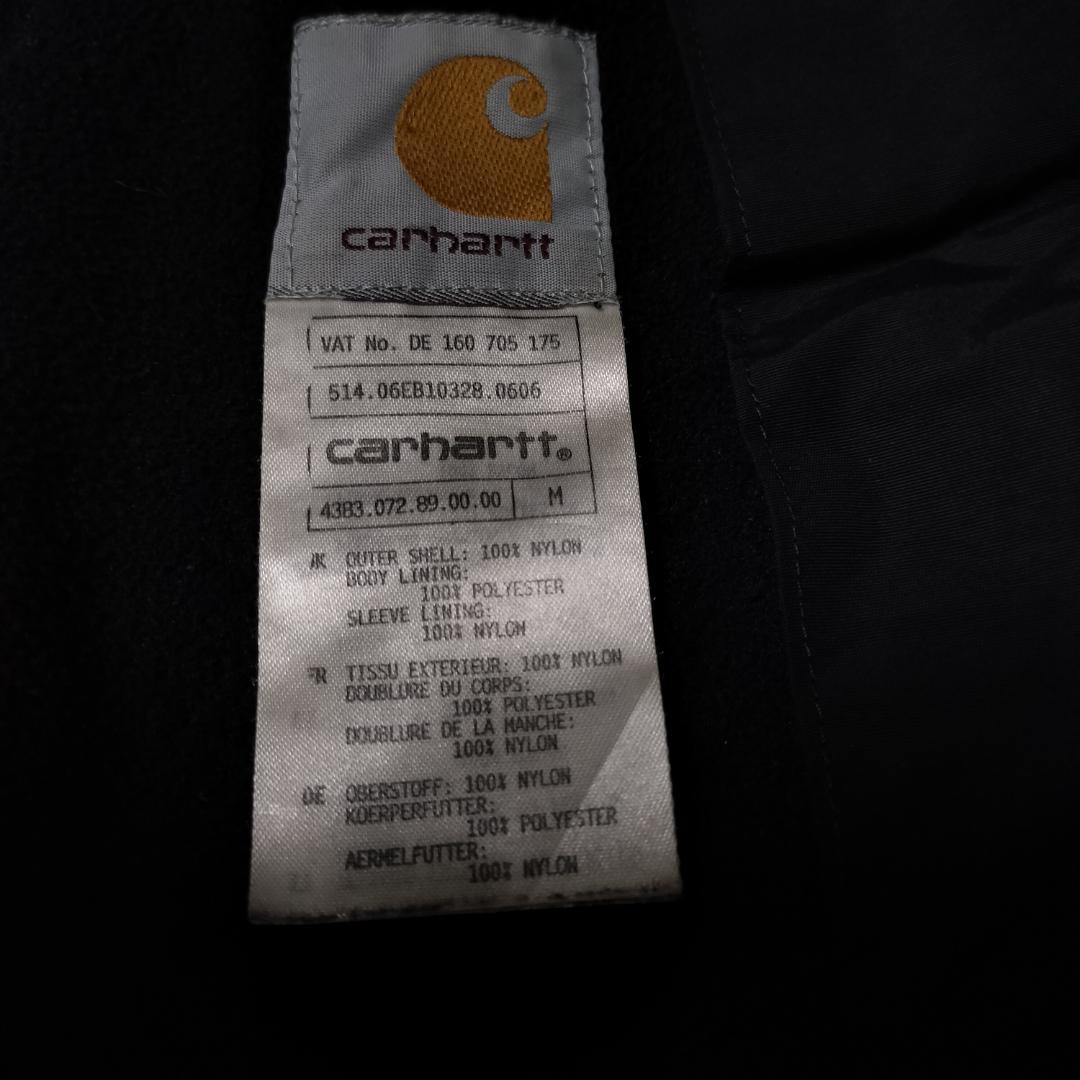 carhartt
VAT No. DE 160 705 175
514.06EB10328.0606
carhartt®
4383.072.89.00.00 M
OUTER SHELL: 100% NYLON
BODY LINING:
100% POLYESTER
SLEEVE LINING:
100% NYLON
FR TISSU EXTERIEUR: 100% NYLON
DOUBLURE DU CORPS:
100% POLYESTER
DOUBLURE DE LA MANCHE:
100% NYLON
DE OBERSTOFF: 100% NYLON
KOERPERFUTTER:
100% POLYESTER
AERMELFUTTER:
100% NYLON